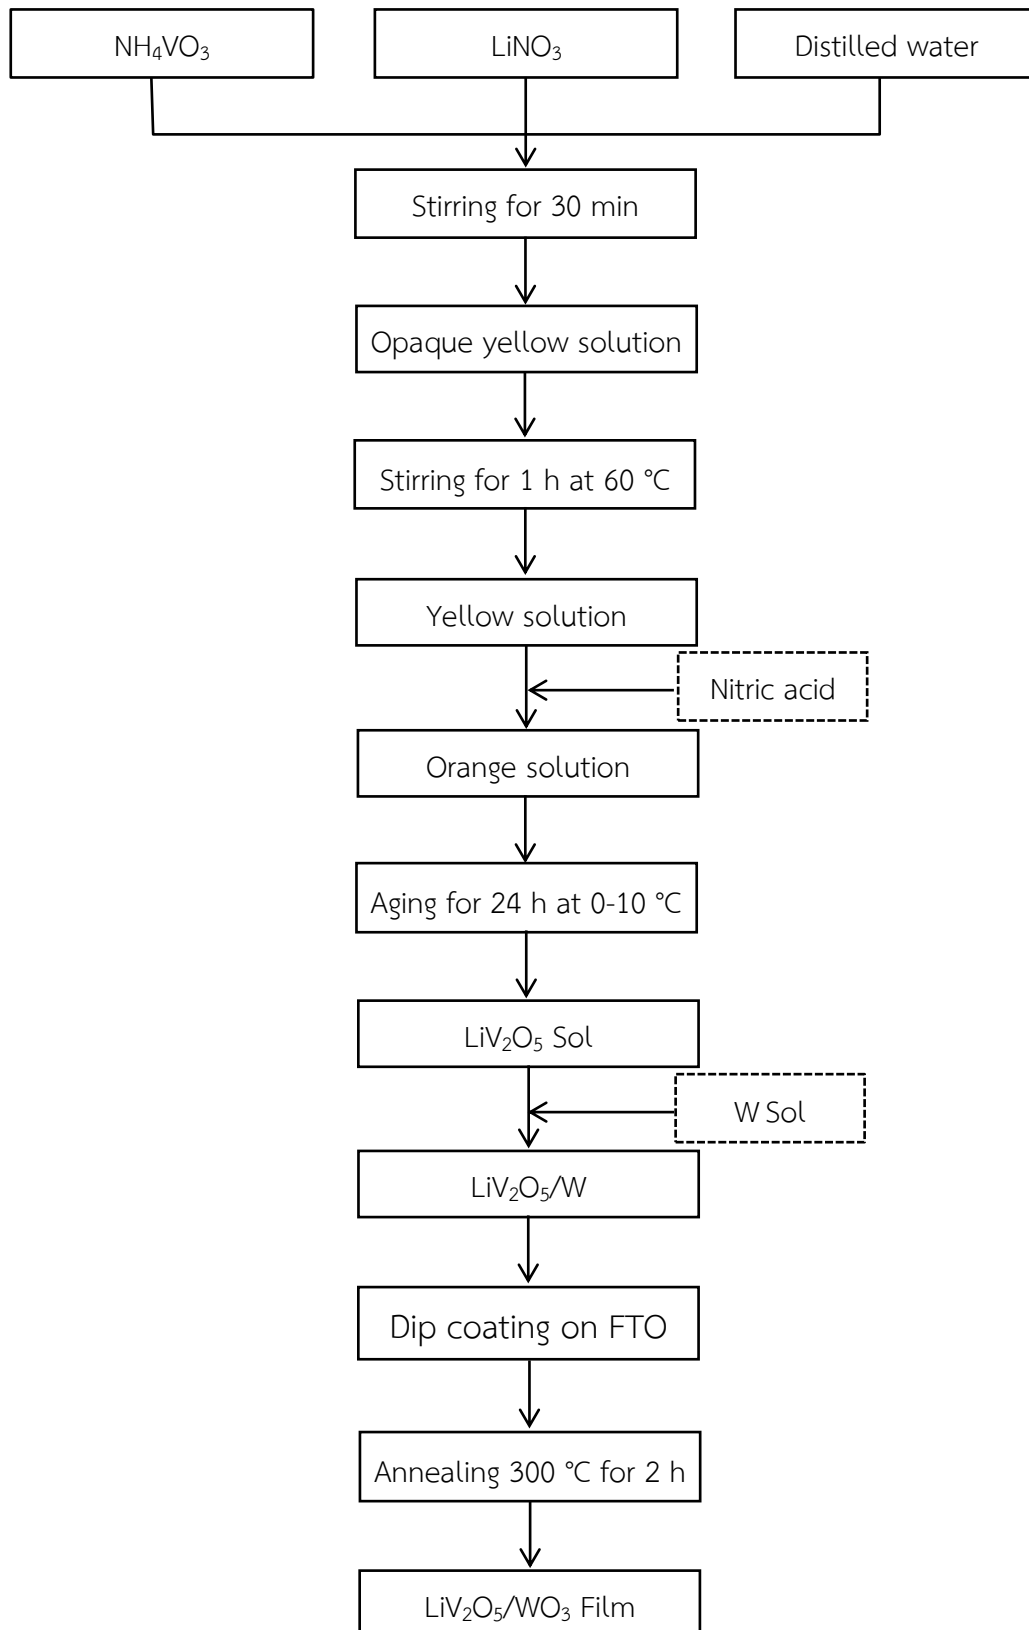 NH₄VO₃
LiNO₃
Distilled water
Stirring for 30 min
Opaque yellow solution
Stirring for 1 h at 60 °C
Yellow solution
Nitric acid
Orange solution
Aging for 24 h at 0-10 °C
LiV₂O₅ Sol
W Sol
LiV₂O₅/W
Dip coating on FTO
Annealing 300 °C for 2 h
LiV₂O₅/WO₃ Film